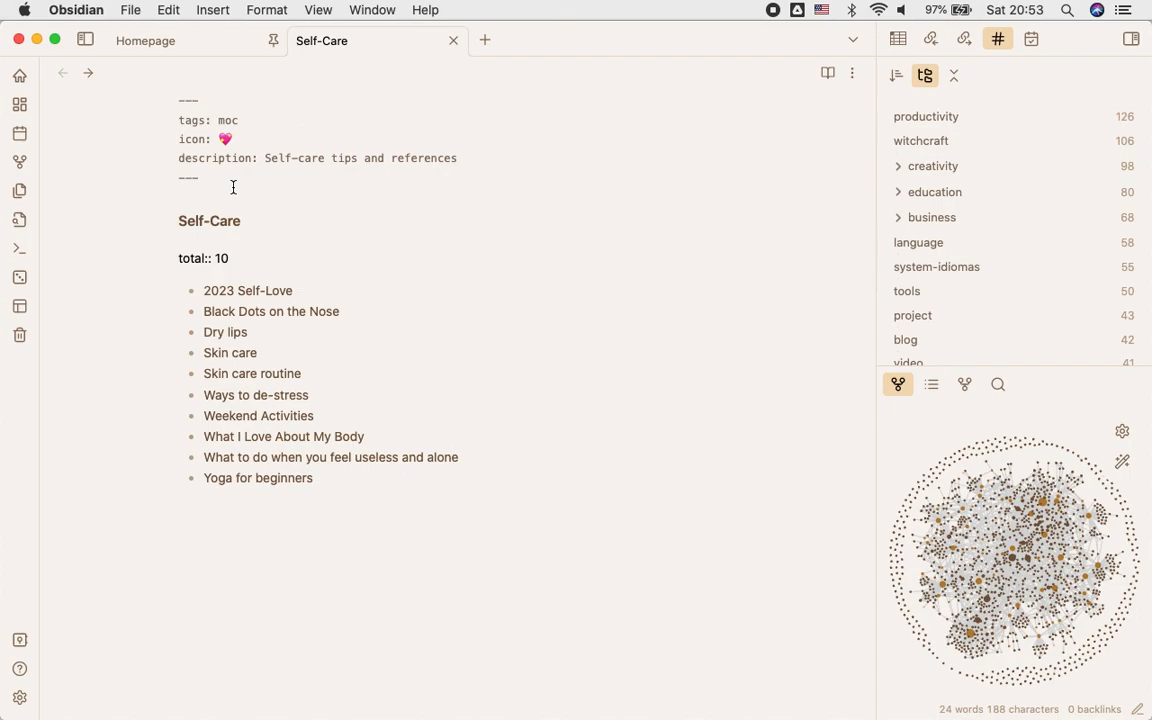 Obsidian File Edit Insert Format View Window Help 97% Sat 20:53
Homepage Self-Care
---
tags: moc
icon: 💖
description: Self-care tips and references
---
Self-Care
total:: 10
2023 Self-Love
Black Dots on the Nose
Dry lips
Skin care
Skin care routine
Ways to de-stress
Weekend Activities
What I Love About My Body
What to do when you feel useless and alone
Yoga for beginners
productivity 126
witchcraft 106
creativity 98
education 80
business 68
language 58
system-idiomas 55
tools 50
project 43
blog 42
video 41
24 words 188 characters 0 backlinks